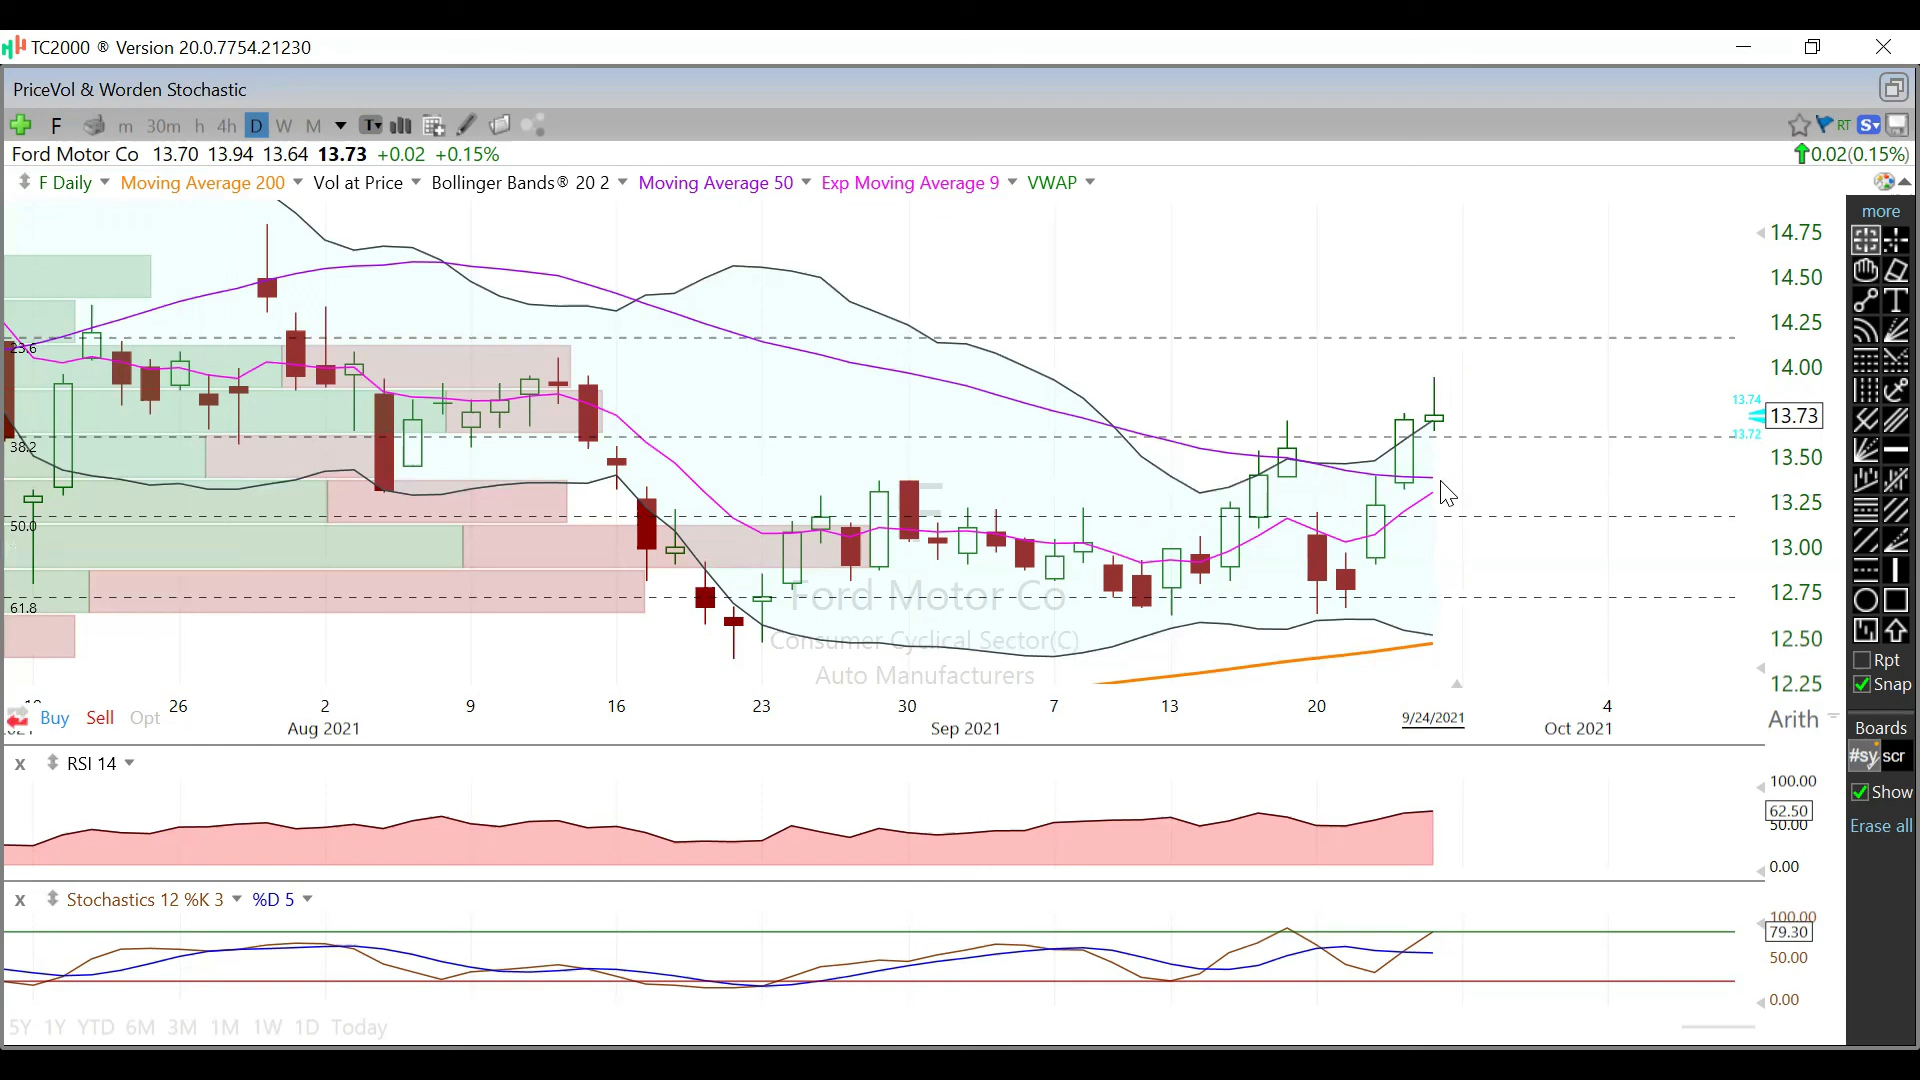 TC2000 ® Version 20.0.7754.21230
PriceVol & Worden Stochastic
F m 30m h 4h D W M T RT S
Ford Motor Co 13.70 13.94 13.64 13.73 +0.02 +0.15% 0.02(0.15%)
F Daily Moving Average 200 Vol at Price Bollinger Bands® 20 2 Moving Average 50 Exp Moving Average 9 VWAP
more
14.75
14.50
14.25
23.6
14.00
13.74
13.73
13.72
38.2
13.50
13.25
50.0
13.00
12.75
61.8
12.50
12.25
F
Ford Motor Co
Consumer Cyclical Sector(C)
Auto Manufacturers
T
Rpt
Snap
26 2 9 16 23 30 7 13 20 9/24/2021 4
Buy Sell Opt
Aug 2021 Sep 2021 Oct 2021
Arith
Boards
#sy scr
Show
Erase all
x RSI 14
100.00
62.50
50.00
0.00
x Stochastics 12 %K 3 %D 5
100.00
79.30
50.00
0.00
5Y 1Y YTD 6M 3M 1M 1W 1D Today